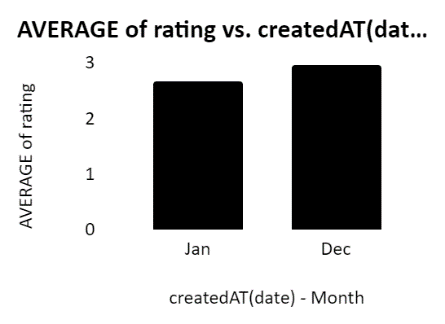 AVERAGE of rating vs. createdAT(dat...
3
2
1
0
AVERAGE of rating
Jan Dec
createdAT(date) - Month